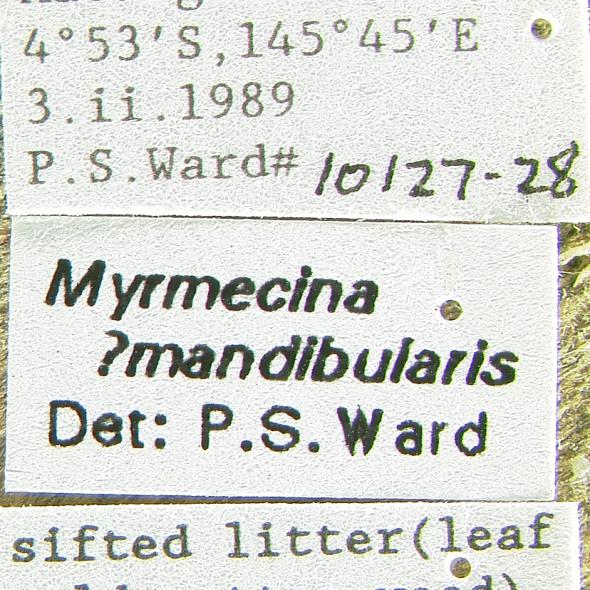 4°53'S,145°45'E
3.ii.1989
P.S.Ward# 10127-28
Myrmecina
?mandibularis
Det: P.S. Ward
sifted litter(leaf